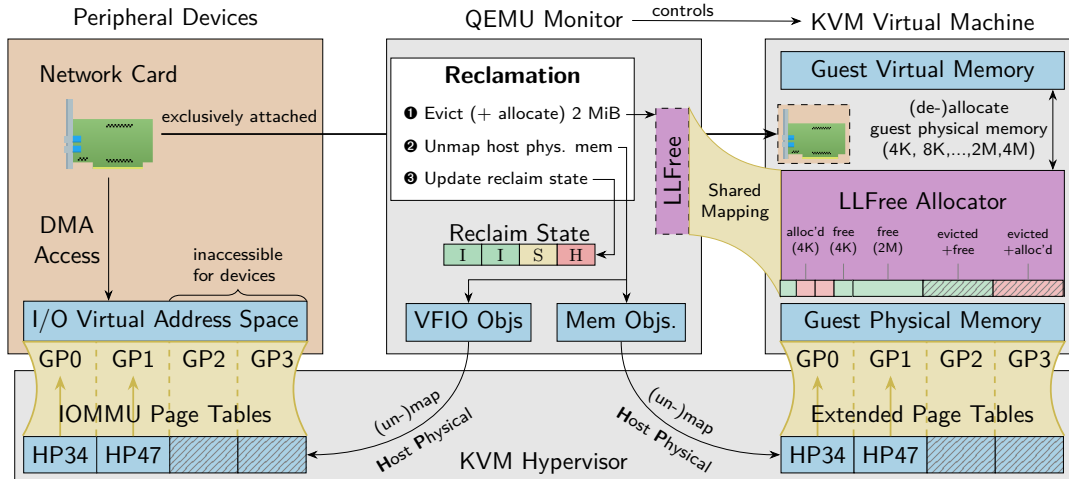 Peripheral Devices
QEMU Monitor
controls
KVM Virtual Machine
Network Card
exclusively attached
DMA
Access
inaccessible
for devices
I/O Virtual Address Space
GP0 GP1 GP2 GP3
IOMMU Page Tables
HP34 HP47
Reclamation
❶ Evict (+ allocate) 2 MiB
❷ Unmap host phys. mem
❸ Update reclaim state
Reclaim State
I I S H
VFIO Objs
Mem Objs.
LLFree
Shared
Mapping
Guest Virtual Memory
(de-)allocate
guest physical memory
(4K, 8K,...,2M,4M)
LLFree Allocator
alloc'd
(4K)
free
(4K)
free
(2M)
evicted
+free
evicted
+alloc'd
Guest Physical Memory
GP0 GP1 GP2 GP3
Extended Page Tables
HP34 HP47
(un-)map
Host Physical
(un-)map
Host Physical
KVM Hypervisor